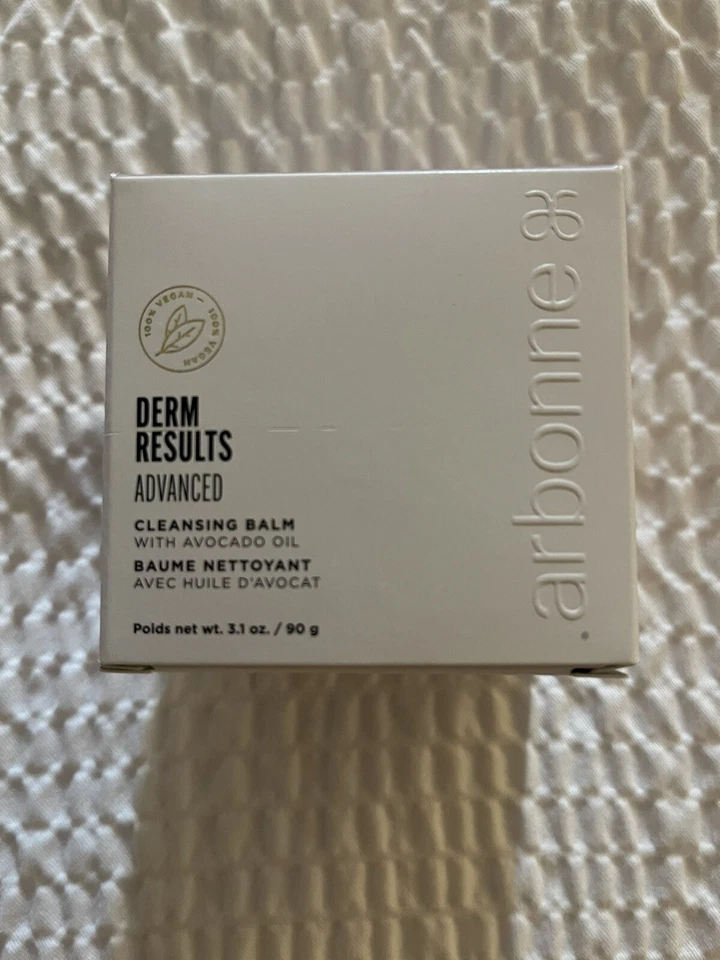 100% VEGAN — 100% VEGAN
DERM
RESULTS
ADVANCED
CLEANSING BALM
WITH AVOCADO OIL
BAUME NETTOYANT
AVEC HUILE D'AVOCAT
Poids net wt. 3.1 oz. / 90 g
arbonne